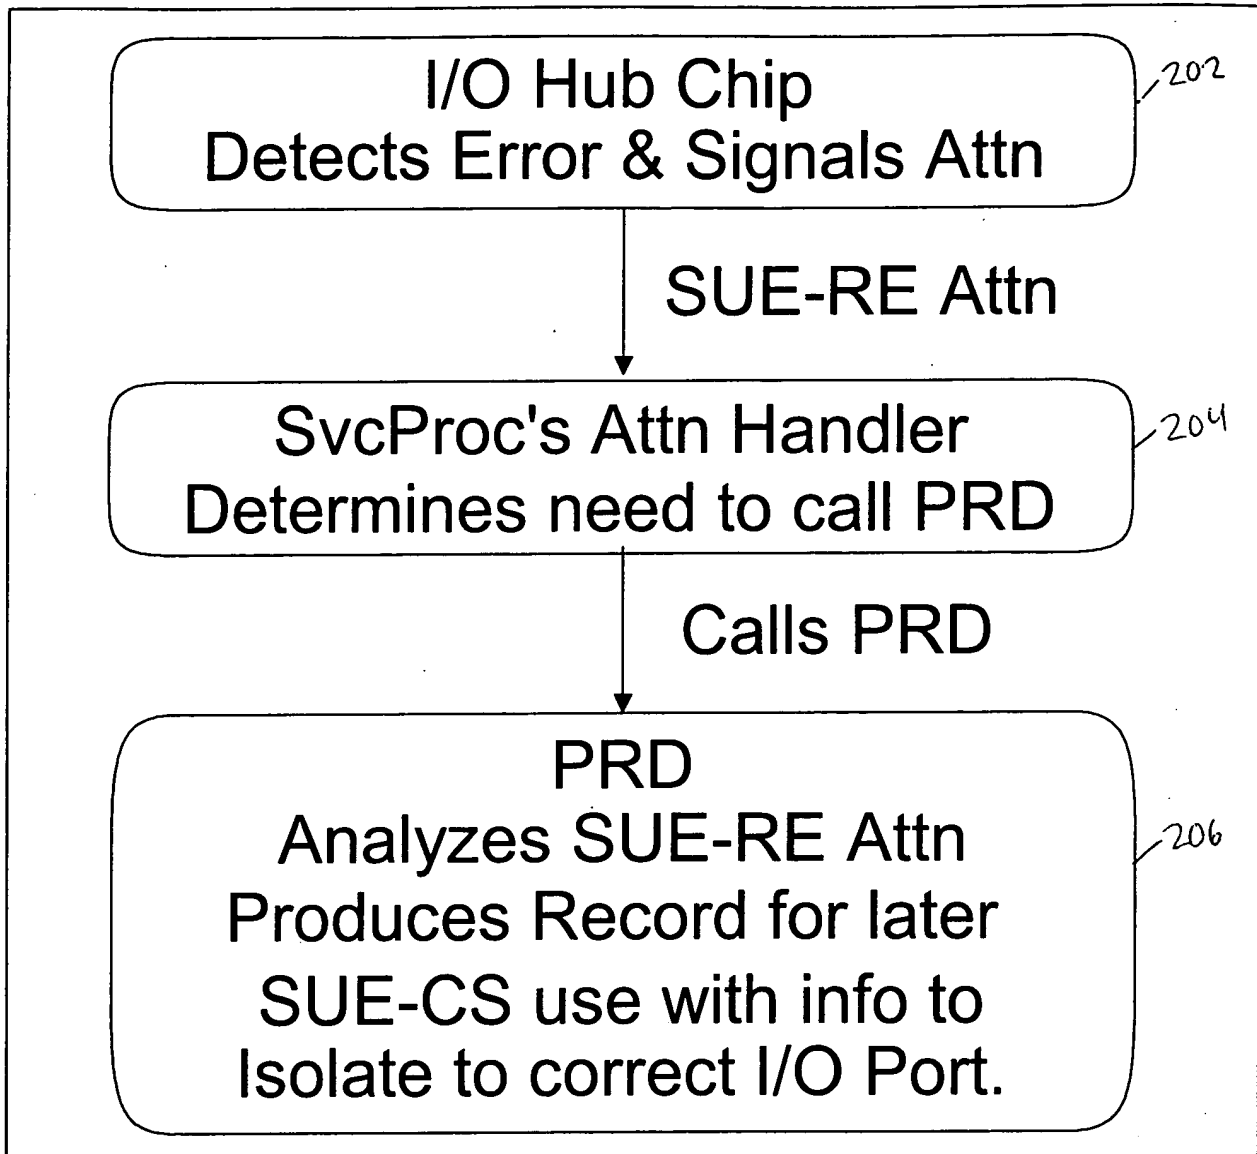 I/O Hub Chip
Detects Error & Signals Attn
202
SUE-RE Attn
SvcProc's Attn Handler
Determines need to call PRD
204
Calls PRD
PRD
Analyzes SUE-RE Attn
Produces Record for later
SUE-CS use with info to
Isolate to correct I/O Port.
206